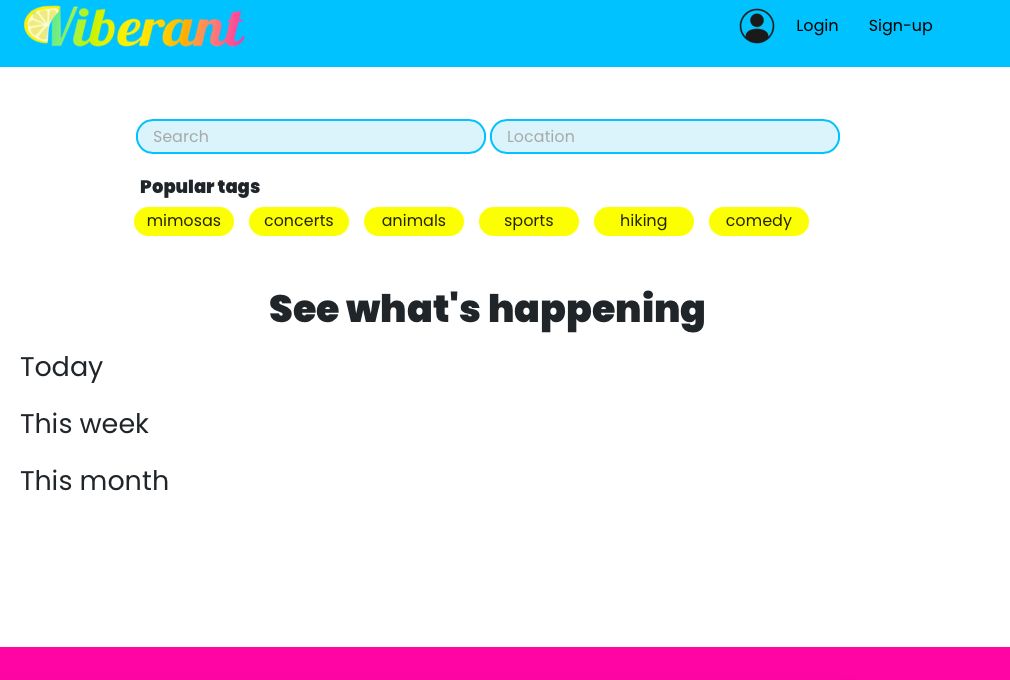 Viberant
Login Sign-up
Search Location
Popular tags
mimosas concerts animals sports hiking comedy
See what's happening
Today
This week
This month